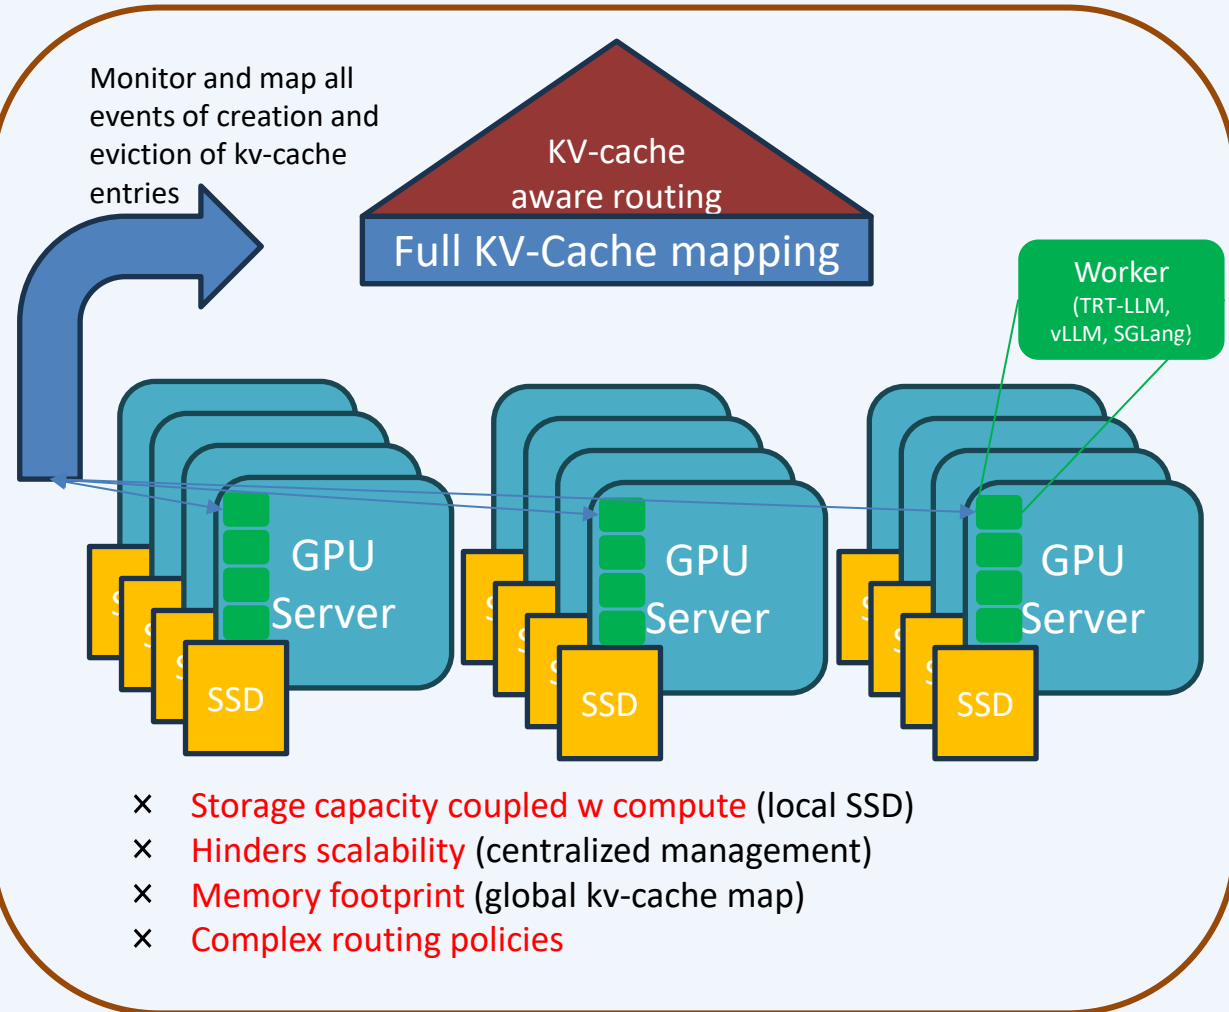 Monitor and map all
events of creation and
eviction of kv-cache
entries
KV-cache
aware routing
Full KV-Cache mapping
Worker
(TRT-LLM,
vLLM, SGLang)
GPU
Server
SSD
GPU
Server
SSD
GPU
Server
SSD
× Storage capacity coupled w compute (local SSD)
× Hinders scalability (centralized management)
× Memory footprint (global kv-cache map)
× Complex routing policies